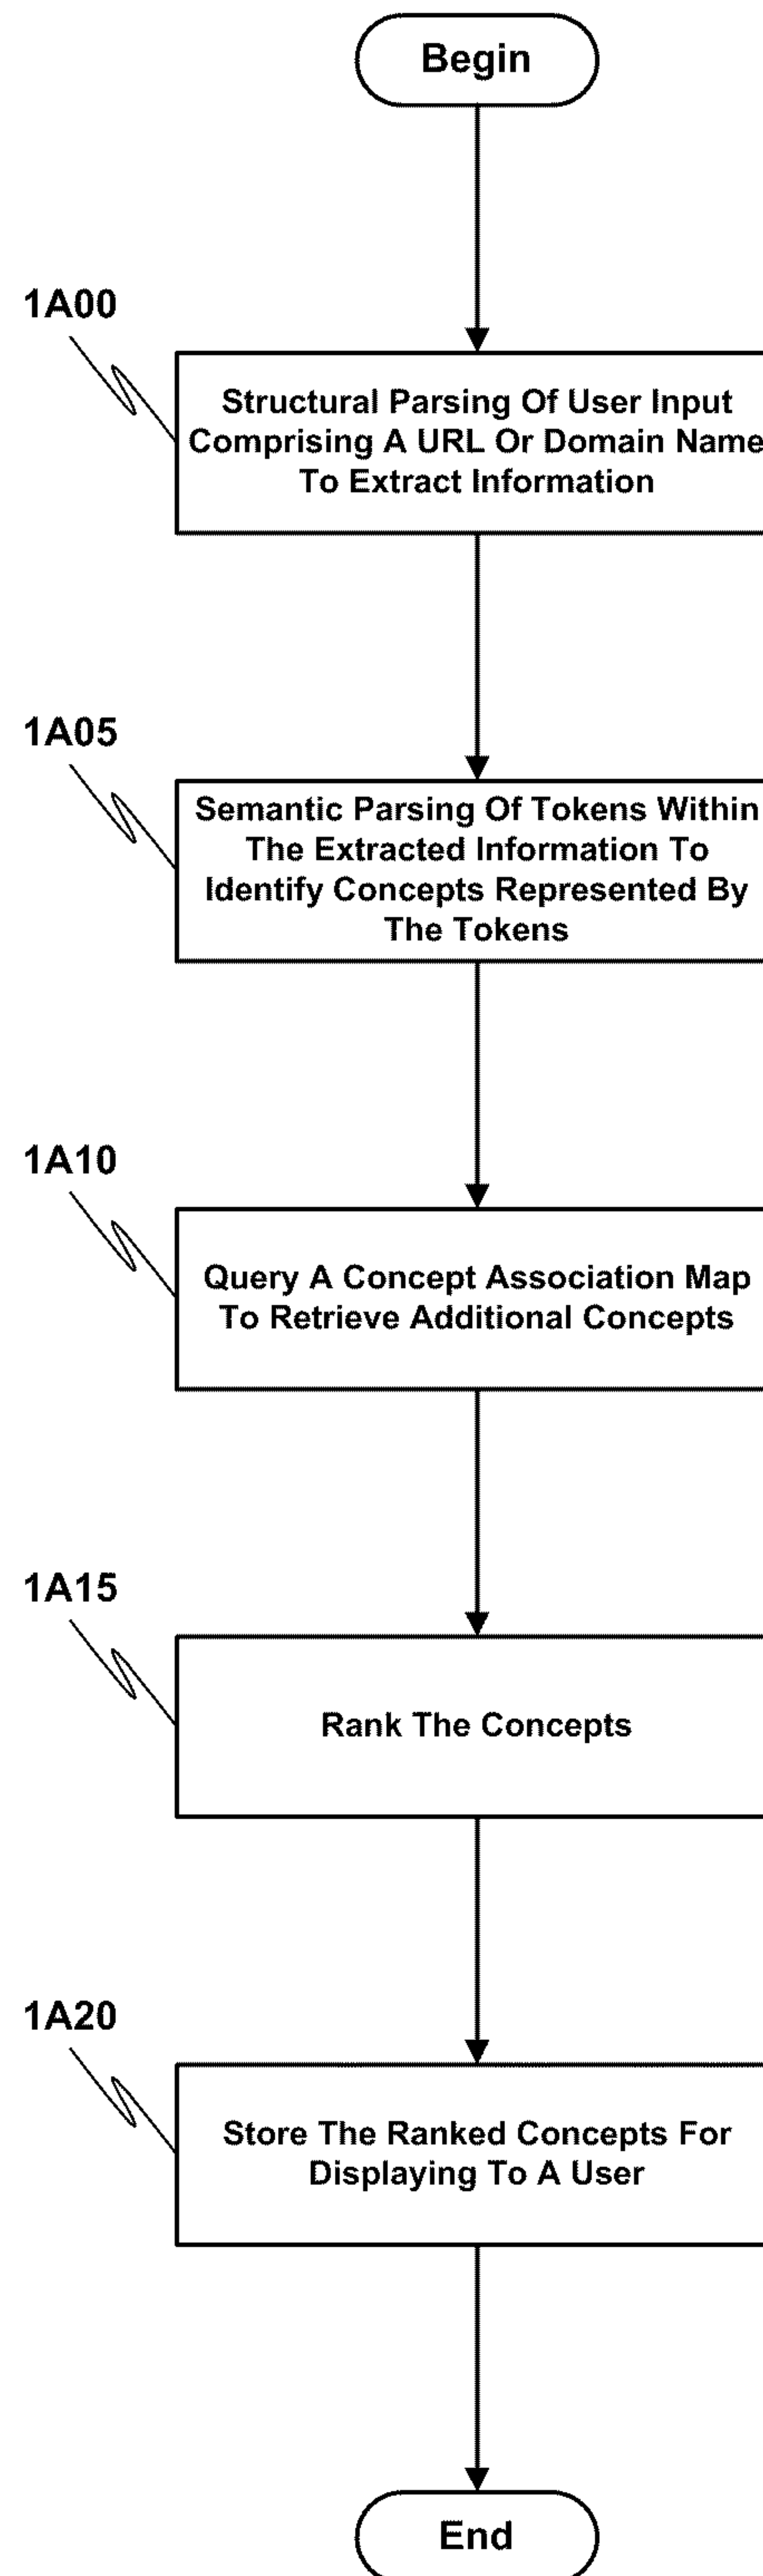 Begin
1A00
Structural Parsing Of User Input
Comprising A URL Or Domain Name
To Extract Information
1A05
Semantic Parsing Of Tokens Within
The Extracted Information To
Identify Concepts Represented By
The Tokens
1A10
Query A Concept Association Map
To Retrieve Additional Concepts
1A15
Rank The Concepts
1A20
Store The Ranked Concepts For
Displaying To A User
End